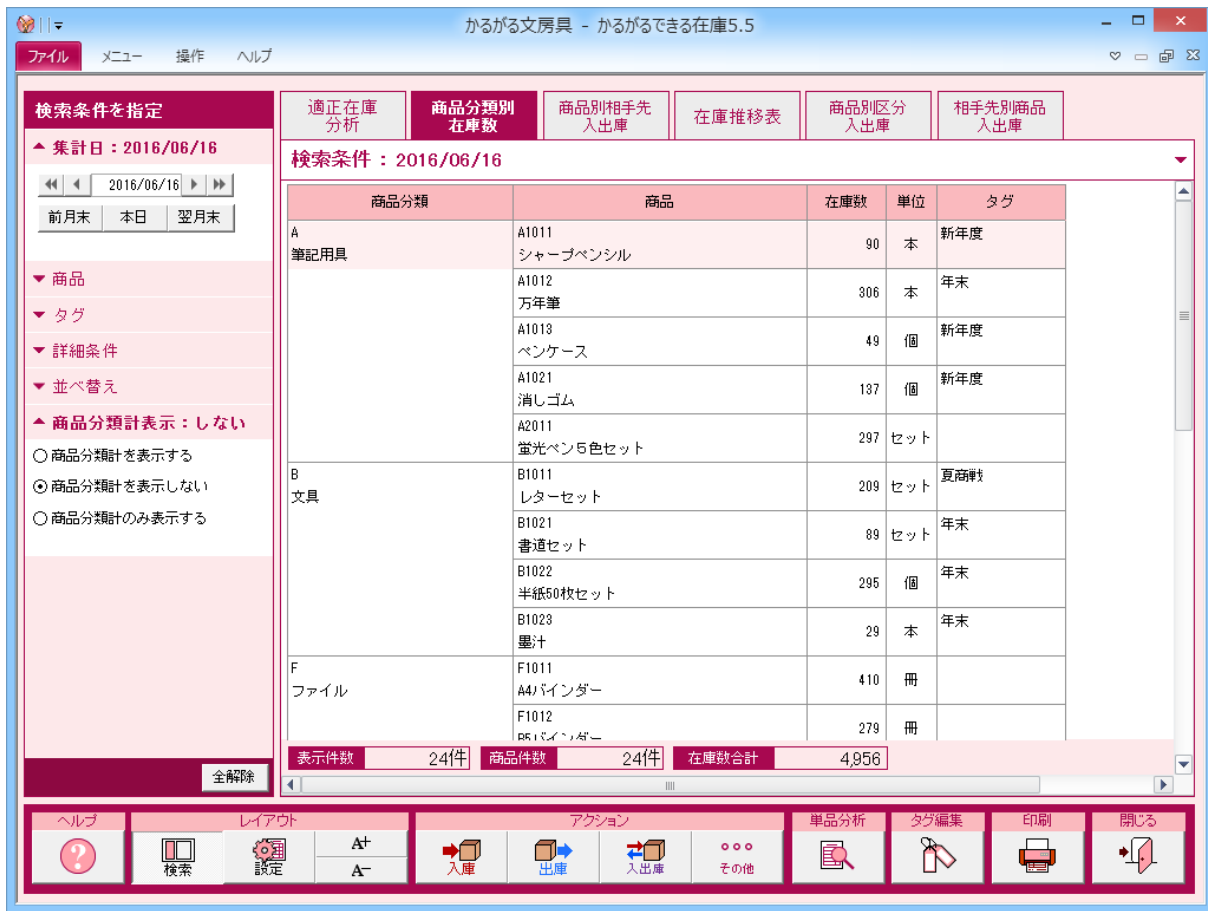 かるがる文房具 - かるがるできる在庫5.5
ファイル メニュー 操作 ヘルプ
検索条件を指定
集計日：2016/06/16
2016/06/16
前月末 本日 翌月末
商品
タグ
詳細条件
並べ替え
商品分類計表示：しない
商品分類計を表示する
商品分類計を表示しない
商品分類計のみ表示する
全解除
適正在庫
分析
商品分類別
在庫数
商品別相手先
入出庫
在庫推移表
商品別区分
入出庫
相手先別商品
入出庫
検索条件：2016/06/16
商品分類 商品 在庫数 単位 タグ
A A1011 新年度
筆記用具 シャープペンシル 90 本
A1012 年末
万年筆 306 本
A1013 新年度
ペンケース 49 個
A1021 新年度
消しゴム 137 個
A2011
蛍光ペン５色セット 297 セット
B B1011 夏商戦
文具 レターセット 209 セット
B1021 年末
書道セット 89 セット
B1022 年末
半紙50枚セット 295 個
B1023 年末
墨汁 29 本
F F1011
ファイル A4バインダー 410 冊
F1012
B5バインダー 279 冊
表示件数 24件 商品件数 24件 在庫数合計 4,956
ヘルプ レイアウト アクション 単品分析 タグ編集 印刷 閉じる
検索 設定 A+ A- 入庫 出庫 入出庫 その他